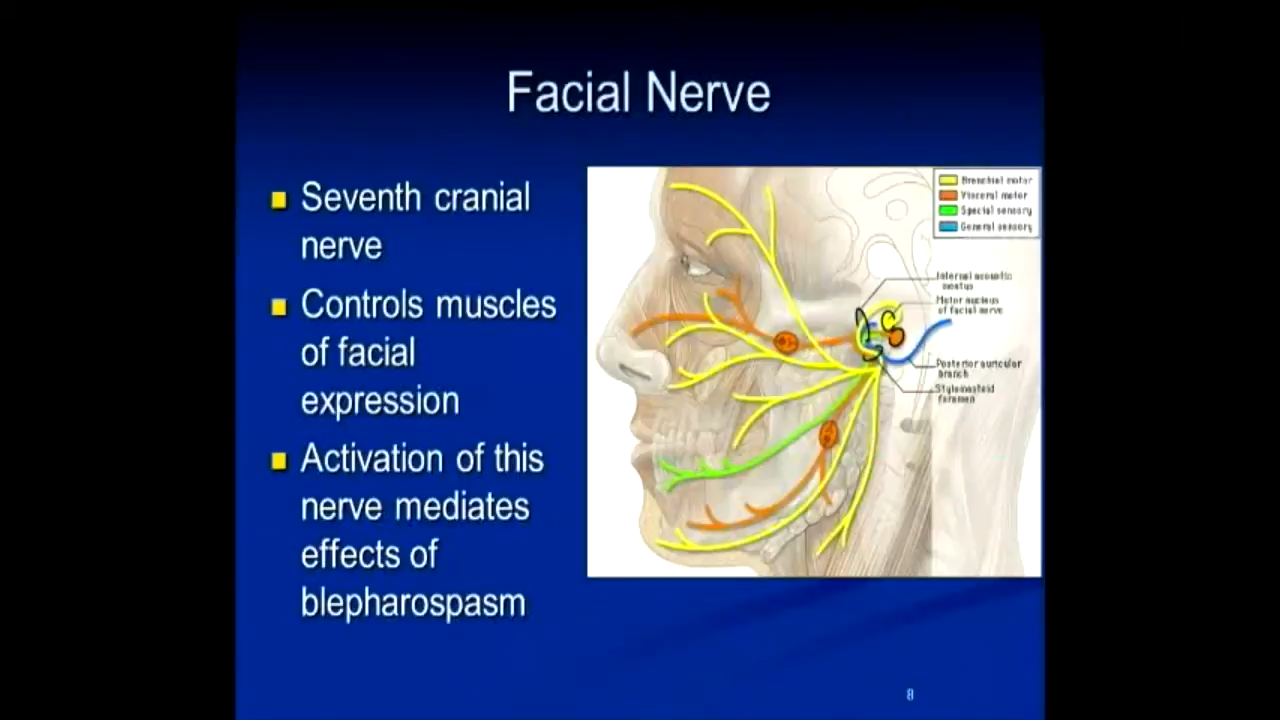 Facial Nerve
Seventh cranial
nerve
Controls muscles
of facial
expression
Activation of this
nerve mediates
effects of
blepharospasm
Branchial motor
Visceral motor
Special sensory
General sensory
Internal acoustic
meatus
Motor nucleus
of facial nerve
Posterior auricular
branch
Stylomastoid
foramen
8